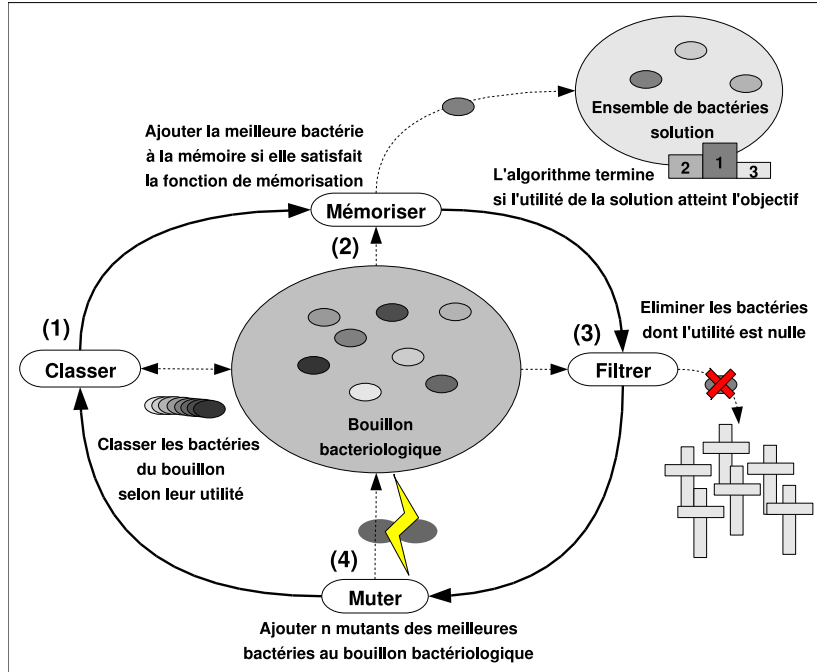 Ensemble de bactéries
solution
2 1 3
Ajouter la meilleure bactérie
à la mémoire si elle satisfait
la fonction de mémorisation
L'algorithme termine
si l'utilité de la solution atteint l'objectif
Mémoriser
(2)
(1)
Classer
Classer les bactéries
du bouillon
selon leur utilité
Bouillon
bacteriologique
(3)
Filtrer
Eliminer les bactéries
dont l'utilité est nulle
(4)
Muter
Ajouter n mutants des meilleures
bactéries au bouillon bactériologique